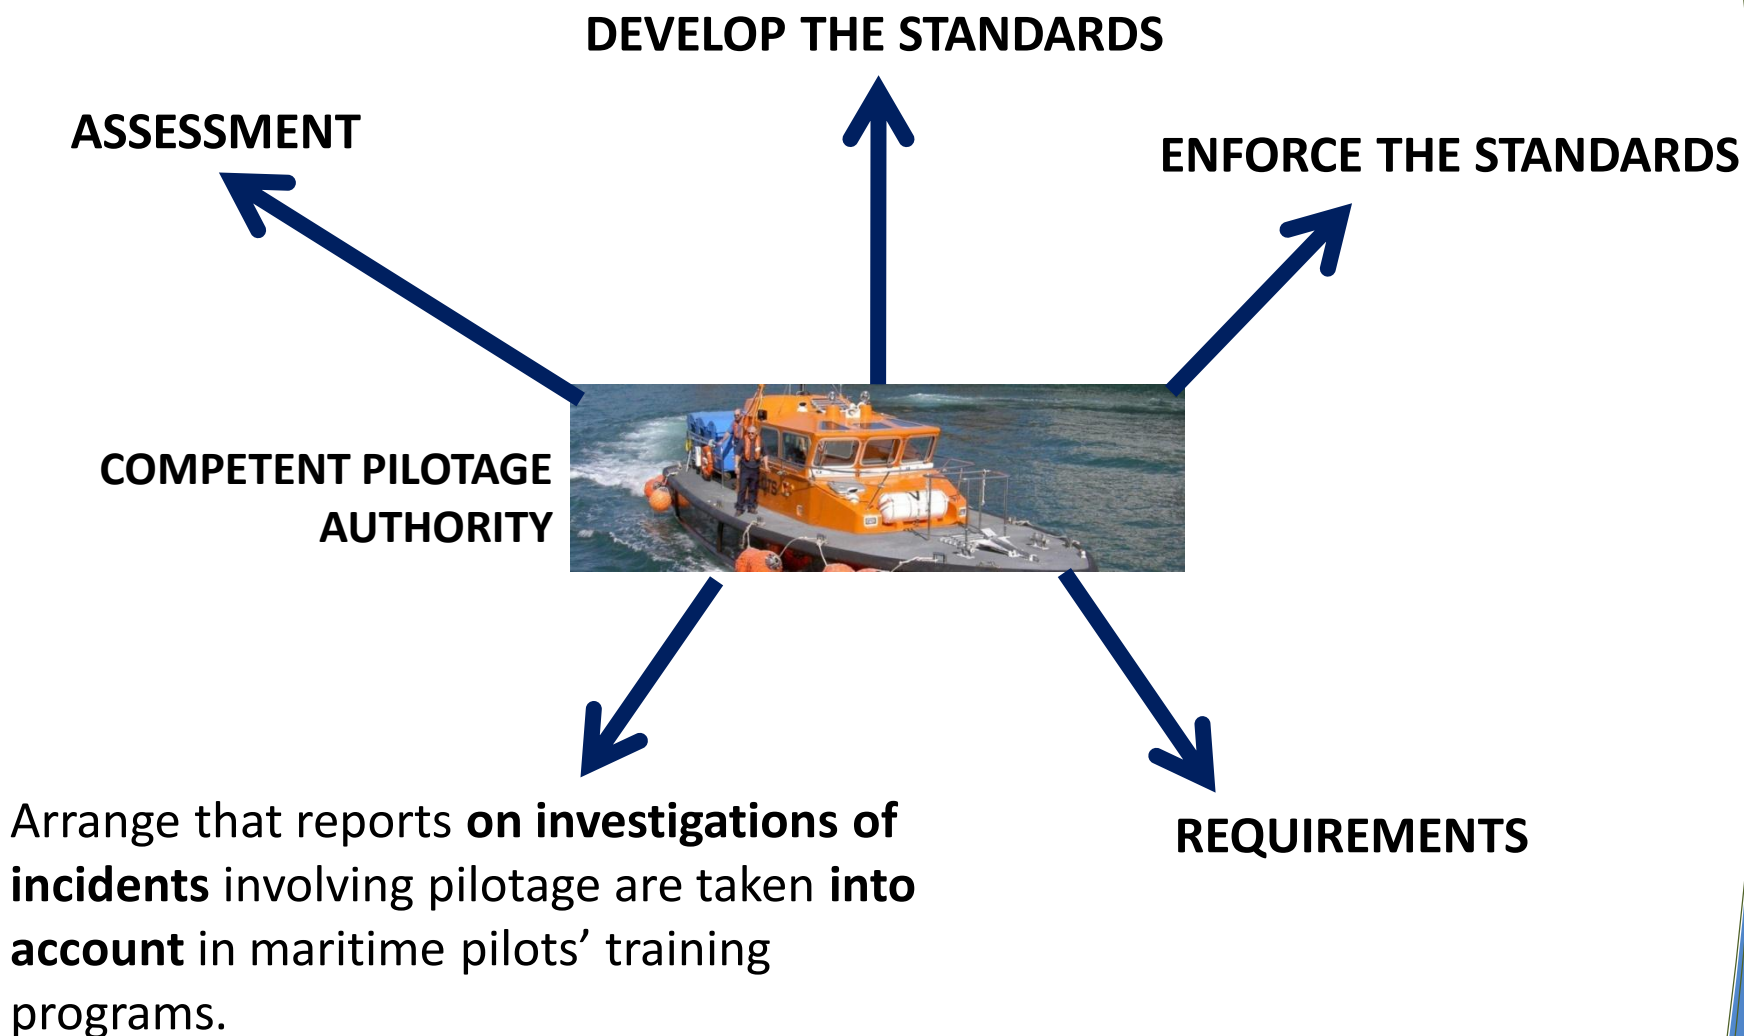 DEVELOP THE STANDARDS
ASSESSMENT
ENFORCE THE STANDARDS
COMPETENT PILOTAGE
AUTHORITY
Arrange that reports on investigations of
incidents involving pilotage are taken into
account in maritime pilots’ training
programs.
REQUIREMENTS